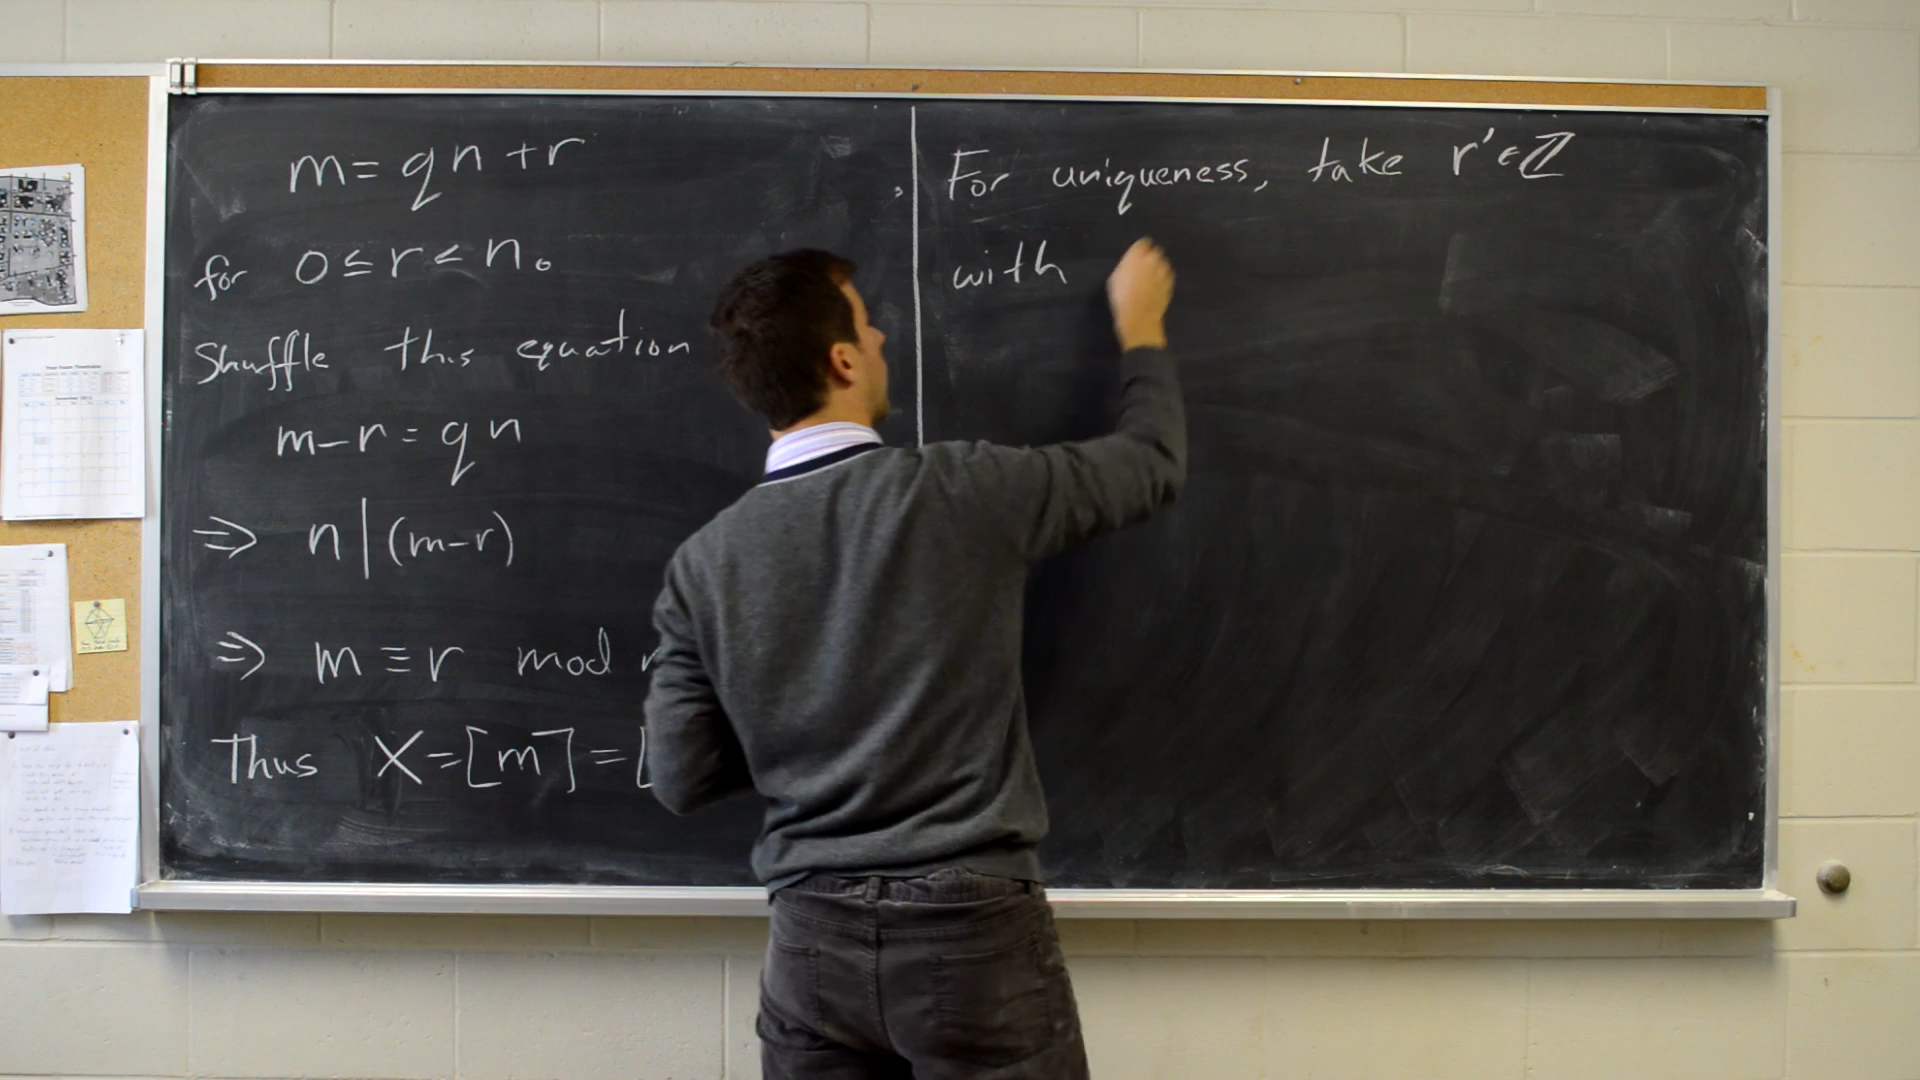 m = qn + r
for 0 ≤ r < n.
Shuffle this equation
m - r = qn
⇒ n | (m-r)
⇒ m ≡ r mod
Thus X = [m] = [
For uniqueness, take r' ∈ ℤ
with